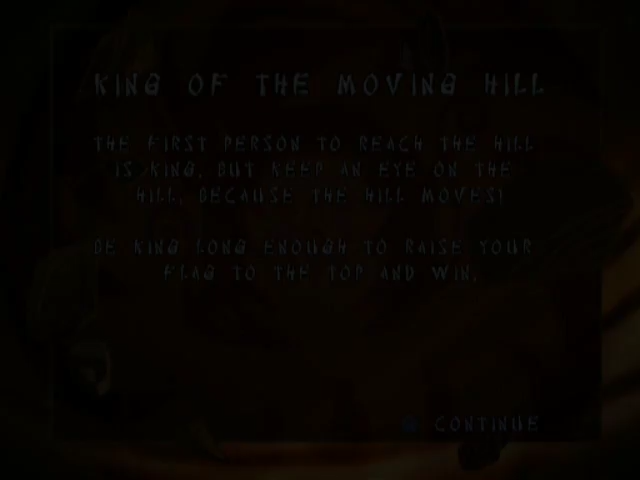 KING OF THE MOVING HILL
THE FIRST PERSON TO REACH THE HILL
IS KING, BUT KEEP AN EYE ON THE
HILL, BECAUSE THE HILL MOVES!
BE KING LONG ENOUGH TO RAISE YOUR
FLAG TO THE TOP AND WIN.
CONTINUE